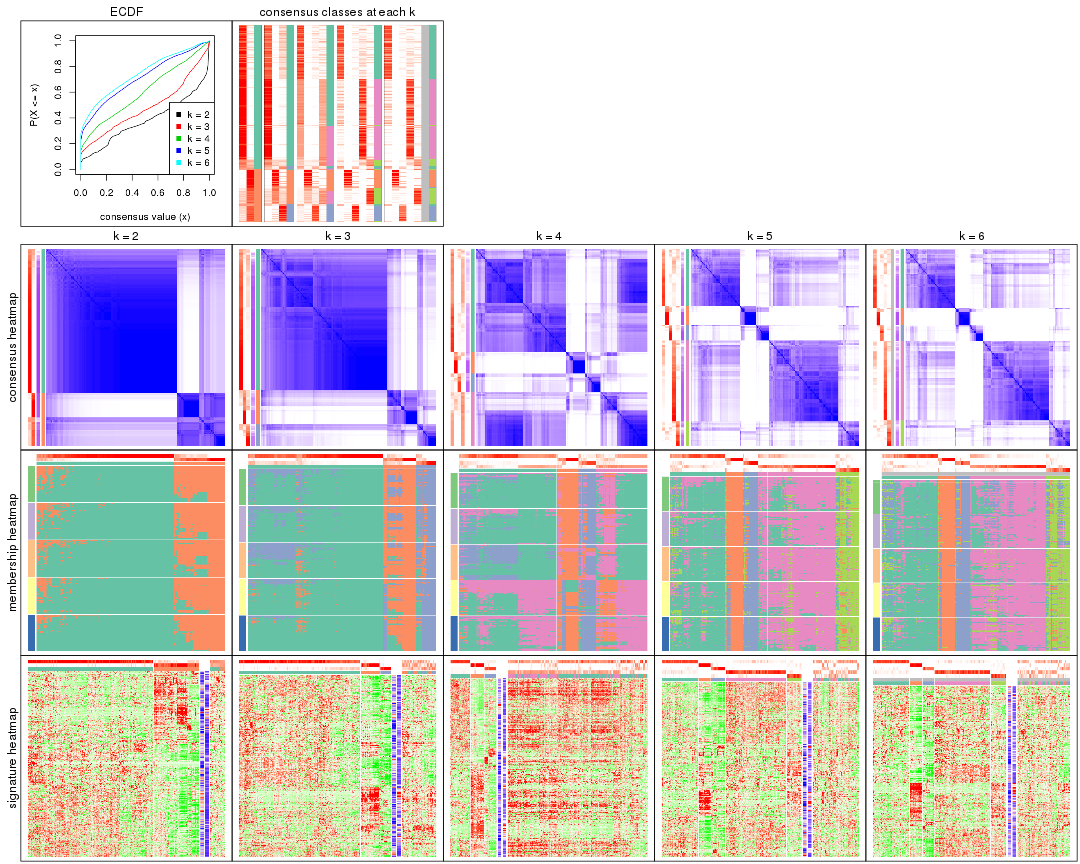 ECDF
consensus classes at each k
P(X <= x)
0.0
0.2
0.4
0.6
0.8
1.0
k = 2
k = 3
k = 4
k = 5
k = 6
0.0 0.2 0.4 0.6 0.8 1.0
consensus value (x)
k = 2
k = 3
k = 4
k = 5
k = 6
consensus heatmap
membership heatmap
signature heatmap